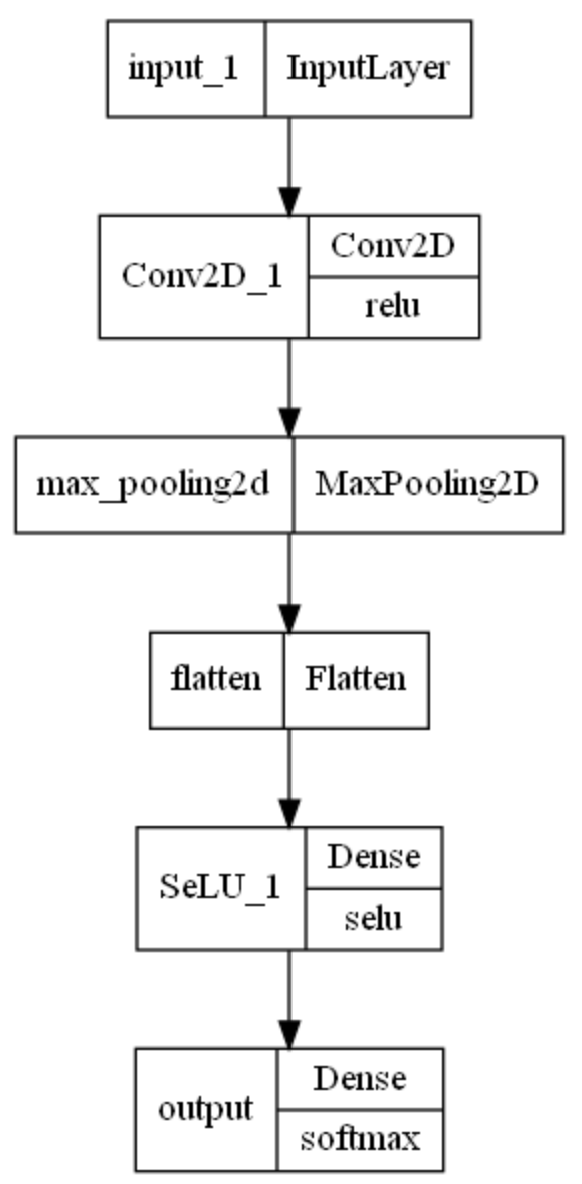 input_1 InputLayer
Conv2D_1 Conv2D
relu
max_pooling2d MaxPooling2D
flatten Flatten
SeLU_1 Dense
selu
output Dense
softmax